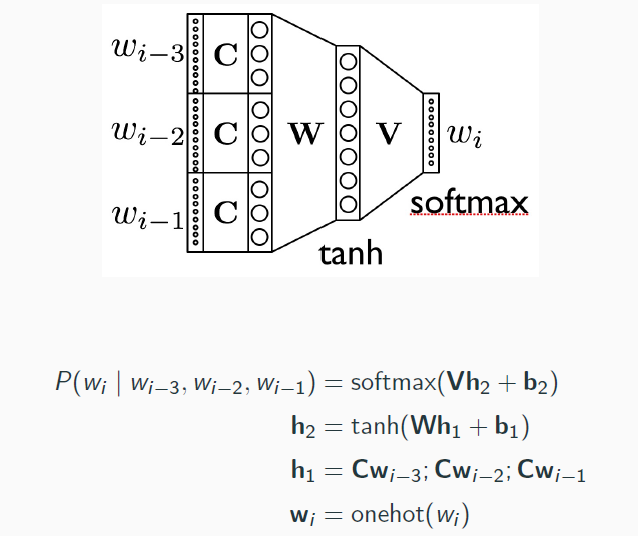 w_{i−3} C
w_{i−2} C W V w_i
w_{i−1} C softmax
tanh
P(w_i | w_{i−3}, w_{i−2}, w_{i−1}) = softmax(Vh_2 + b_2)
h_2 = tanh(Wh_1 + b_1)
h_1 = Cw_{i−3}; Cw_{i−2}; Cw_{i−1}
w_i = onehot(w_i)